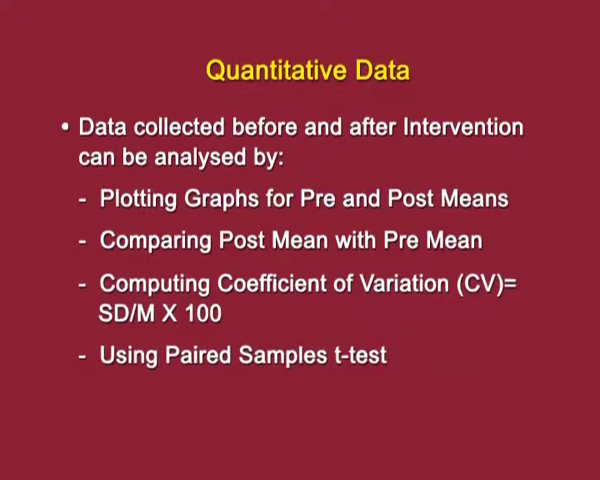 Quantitative Data
• Data collected before and after Intervention
can be analysed by:
- Plotting Graphs for Pre and Post Means
- Comparing Post Mean with Pre Mean
- Computing Coefficient of Variation (CV)=
SD/M X 100
- Using Paired Samples t-test